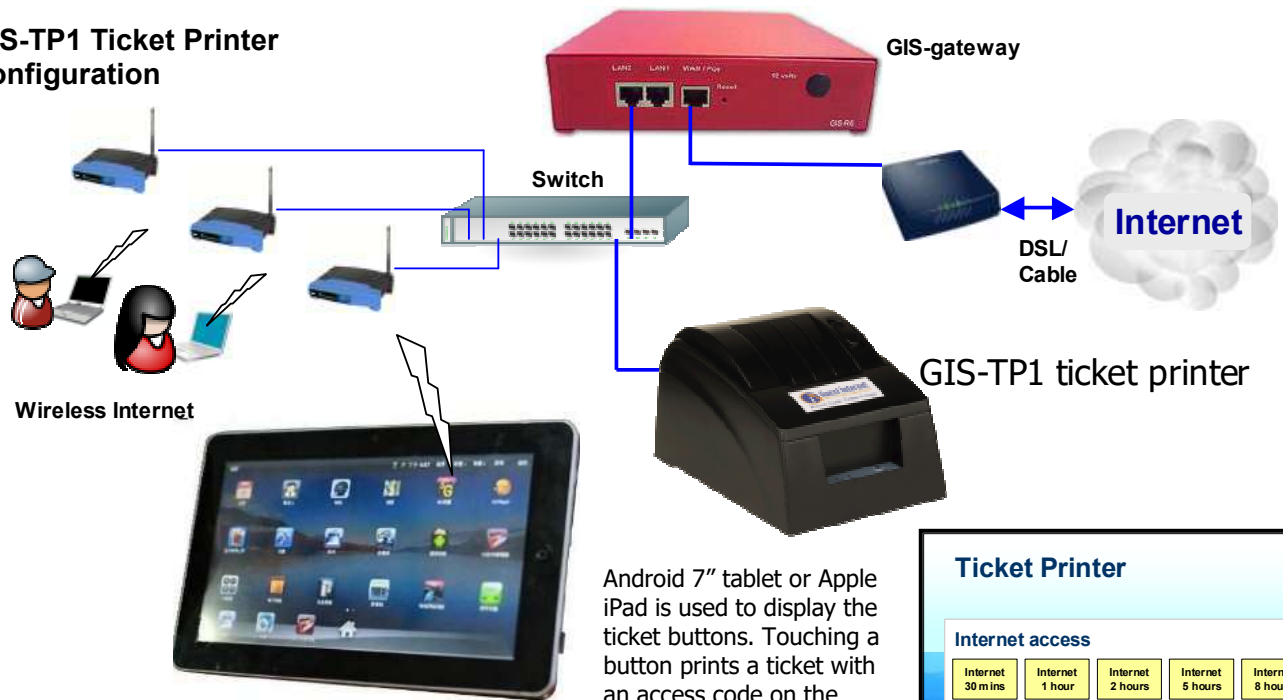 S-TP1 Ticket Printer
onfiguration
GIS-gateway
LAN2 LAN1 WAN / Poe
Reset
12 volts
GIS-R6
Switch
Internet
DSL/
Cable
GIS-TP1 ticket printer
Guest Internet
Wireless Internet
Android 7” tablet or Apple
iPad is used to display the
ticket buttons. Touching a
button prints a ticket with
an access code on the
Ticket Printer
Internet access
Internet
30 mins
Internet
1 hour
Internet
2 hours
Internet
5 hours
Intern
8 hou